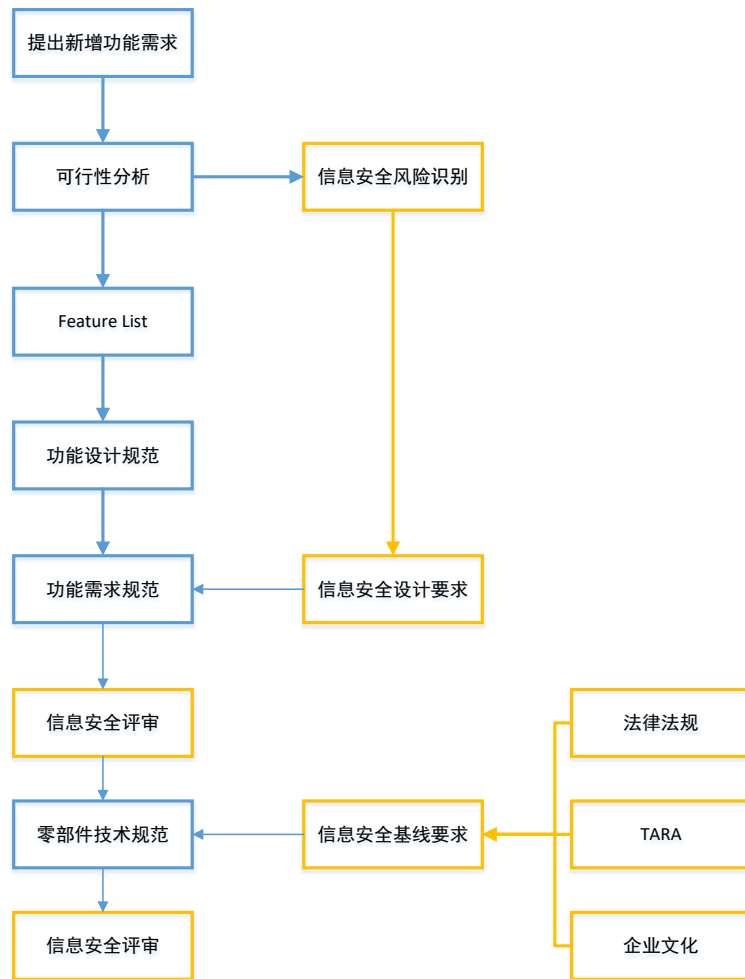 提出新增功能需求
可行性分析
信息安全风险识别
Feature List
功能设计规范
功能需求规范
信息安全设计要求
信息安全评审
法律法规
零部件技术规范
信息安全基线要求
TARA
信息安全评审
企业文化